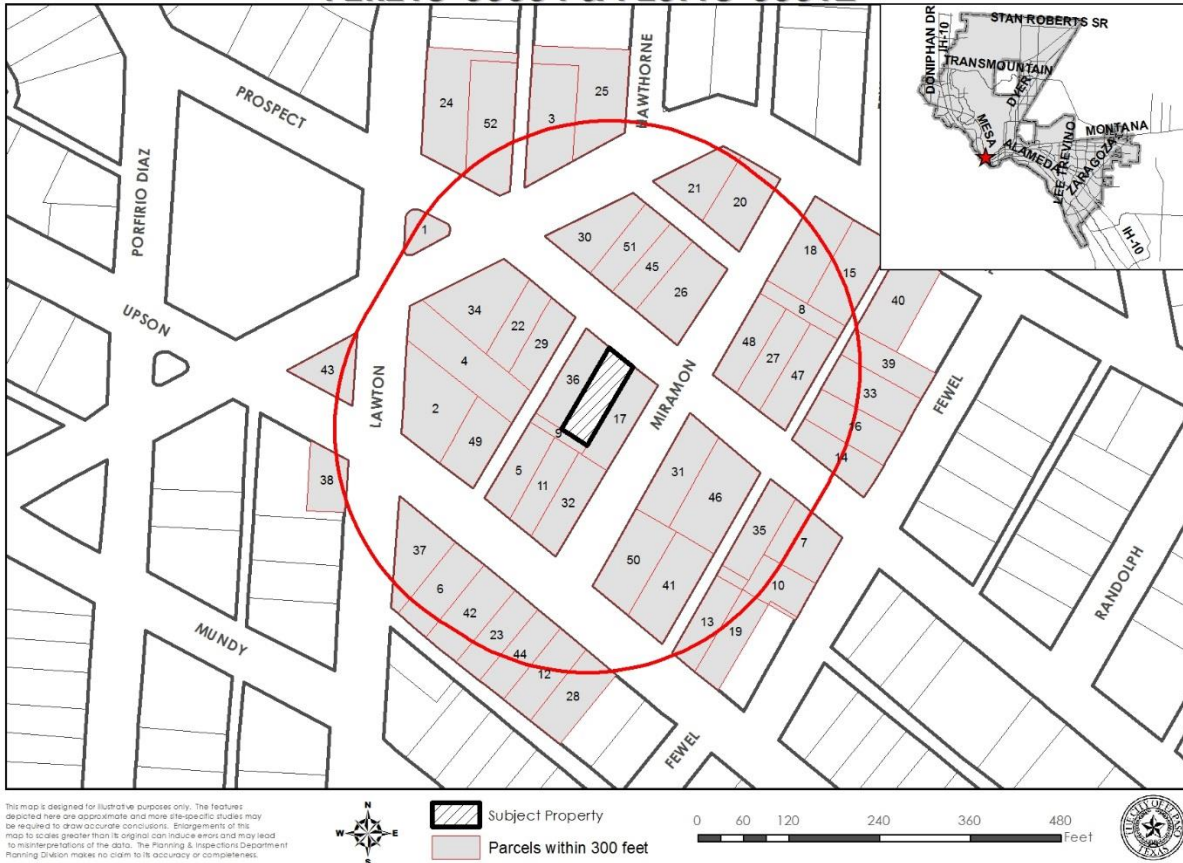 STAN ROBERTS SR
DONIPHAN DR
IH-10
TRANSMOUNTAIN
DYER
MESA
MONTANA
ALAMEDA
LEE TREVINO
ZARAGOZA
IH-10
PROSPECT
HAWTHORNE
24
52
3
25
PORFIRIO DIAZ
21
20
1
30
51
45
26
18
15
8
40
UPSON
34
22
29
4
48
27
47
39
33
16
14
43
LAWTON
36
17
MIRAMON
FEWEL
2
49
9
5
11
32
31
46
38
35
7
50
41
10
13
19
37
6
42
23
44
12
28
MUNDY
RANDOLPH
FEWEL
This map is designed for illustrative purposes only. The features
depicted here are approximate and more site-specific studies may
be required to draw accurate conclusions. Enlargements of this
map to scales greater than its original can induce errors and may lead
to misinterpretations of the data. The Planning & Inspections Department
Planning Division makes no claim to its accuracy or completeness.
N
W E
S
Subject Property
Parcels within 300 feet
0 60 120 240 360 480
Feet
THE CITY OF EL PASO
TEXAS